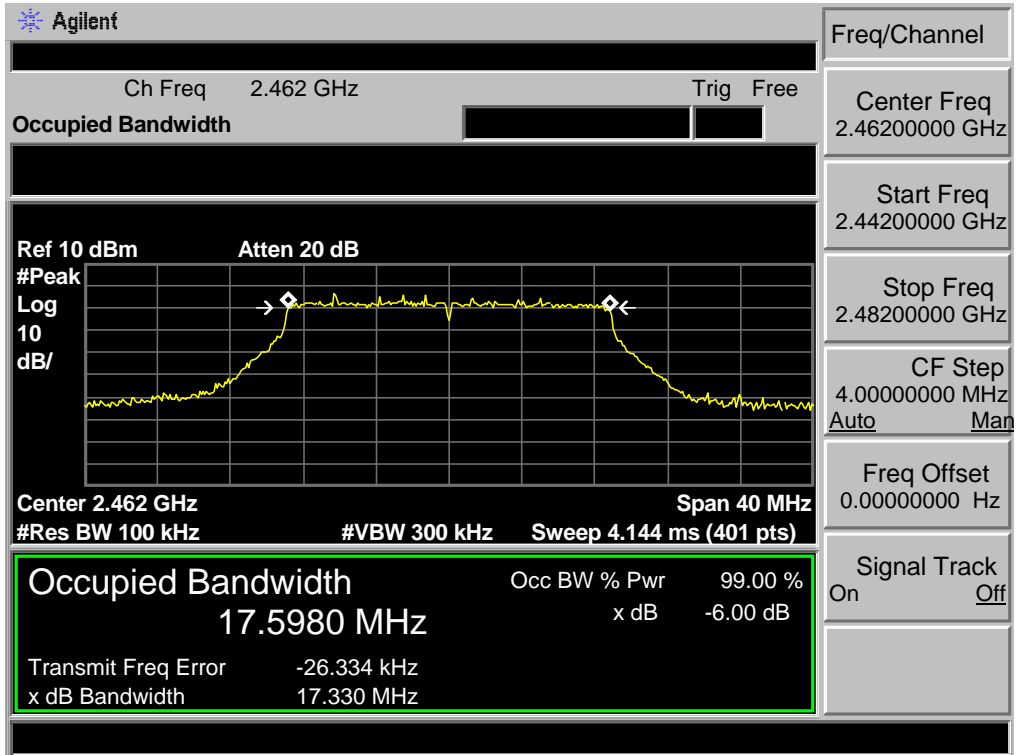 Agilent
Freq/Channel
Ch Freq 2.462 GHz Trig Free
Occupied Bandwidth
Center Freq
2.46200000 GHz
Start Freq
2.44200000 GHz
Stop Freq
2.48200000 GHz
CF Step
4.00000000 MHz
Auto Man
Freq Offset
0.00000000 Hz
Signal Track
On Off
Ref 10 dBm Atten 20 dB
#Peak
Log
10
dB/
Center 2.462 GHz Span 40 MHz
#Res BW 100 kHz #VBW 300 kHz Sweep 4.144 ms (401 pts)
Occupied Bandwidth Occ BW % Pwr 99.00 %
17.5980 MHz x dB -6.00 dB
Transmit Freq Error -26.334 kHz
x dB Bandwidth 17.330 MHz